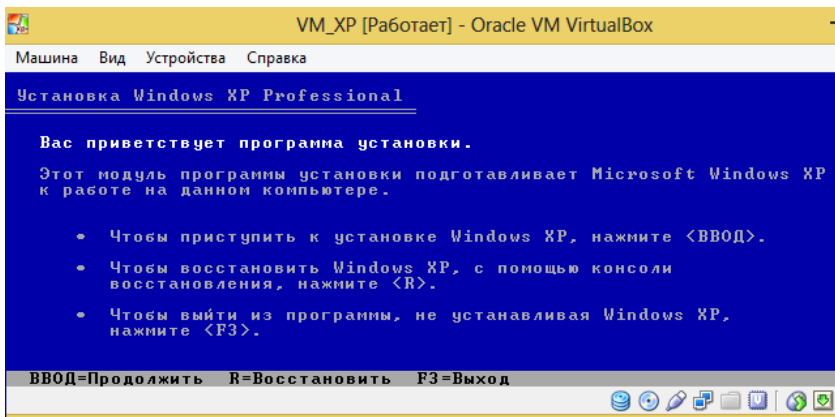 VM_XP [Работает] - Oracle VM VirtualBox
Машина Вид Устройства Справка
Установка Windows XP Professional
Вас приветствует программа установки.
Этот модуль программы установки подготавливает Microsoft Windows XP
к работе на данном компьютере.
• Чтобы приступить к установке Windows XP, нажмите <ВВОД>.
• Чтобы восстановить Windows XP, с помощью консоли
восстановления, нажмите <R>.
• Чтобы выйти из программы, не устанавливая Windows XP,
нажмите <F3>.
ВВОД=Продолжить R=Восстановить F3=Выход